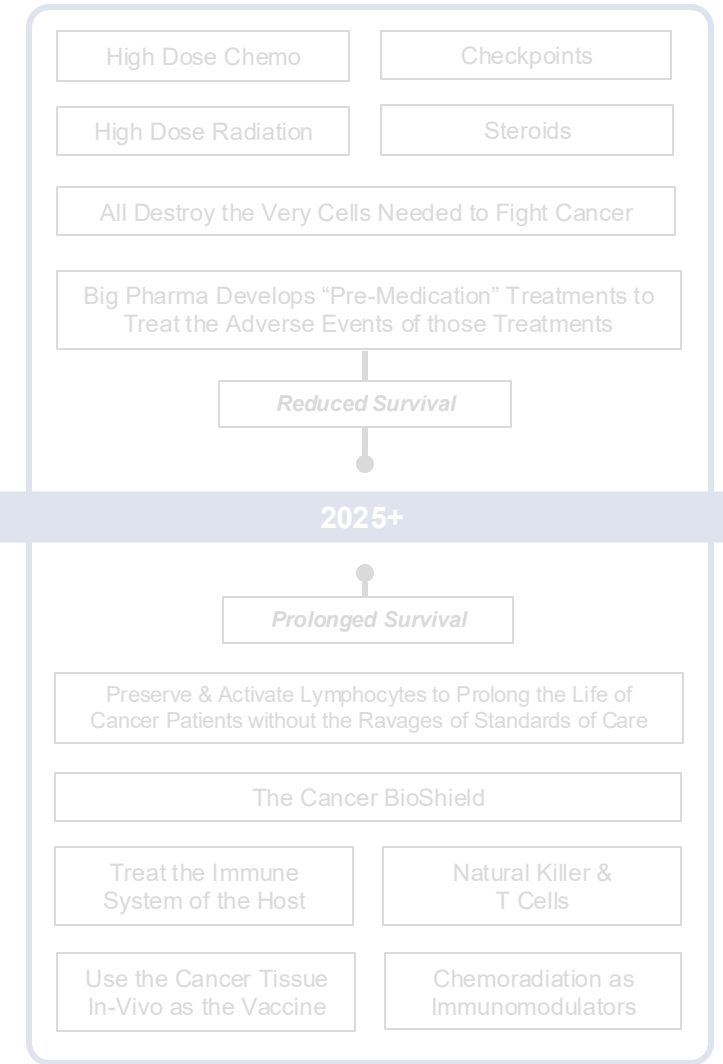 High Dose Chemo
Checkpoints
High Dose Radiation
Steroids
All Destroy the Very Cells Needed to Fight Cancer
Big Pharma Develops “Pre-Medication” Treatments to
Treat the Adverse Events of those Treatments
Reduced Survival
2025+
Prolonged Survival
Preserve & Activate Lymphocytes to Prolong the Life of
Cancer Patients without the Ravages of Standards of Care
The Cancer BioShield
Treat the Immune
System of the Host
Natural Killer &
T Cells
Use the Cancer Tissue
In-Vivo as the Vaccine
Chemoradiation as
Immunomodulators